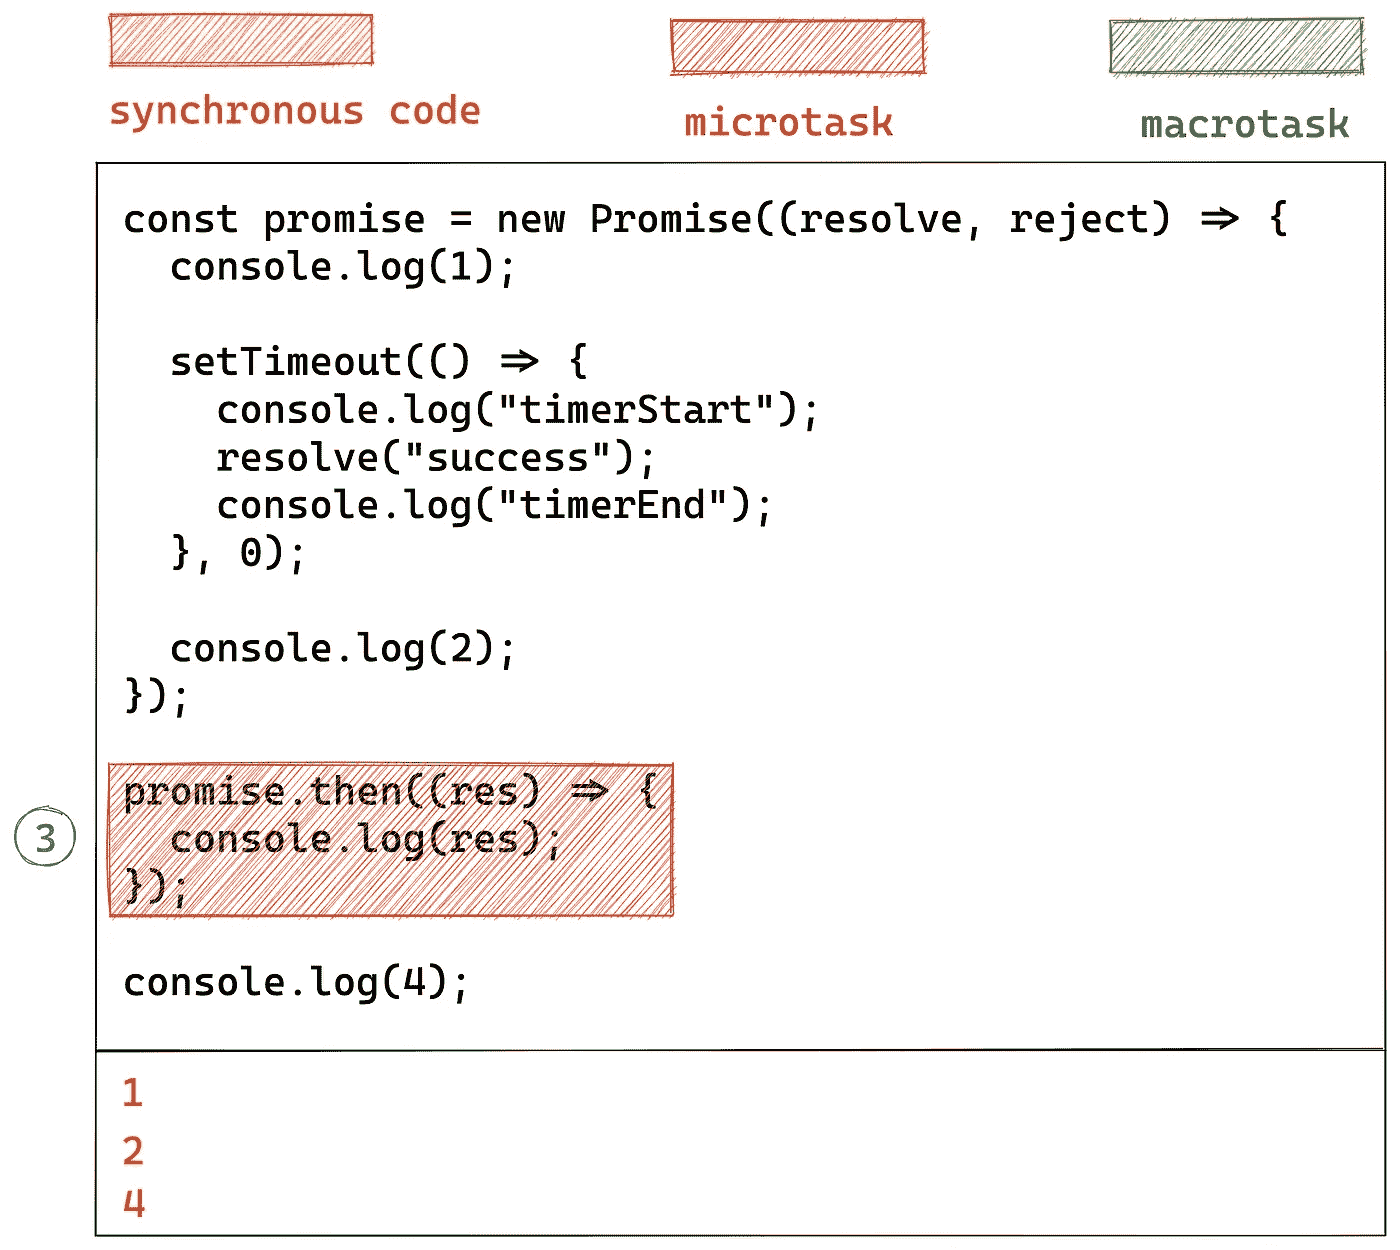 synchronous code
microtask
macrotask
const promise = new Promise((resolve, reject) => {
  console.log(1);
  setTimeout(() => {
    console.log("timerStart");
    resolve("success");
    console.log("timerEnd");
  }, 0);
  console.log(2);
});
promise.then((res) => {
3
  console.log(res);
});
console.log(4);
1
2
4